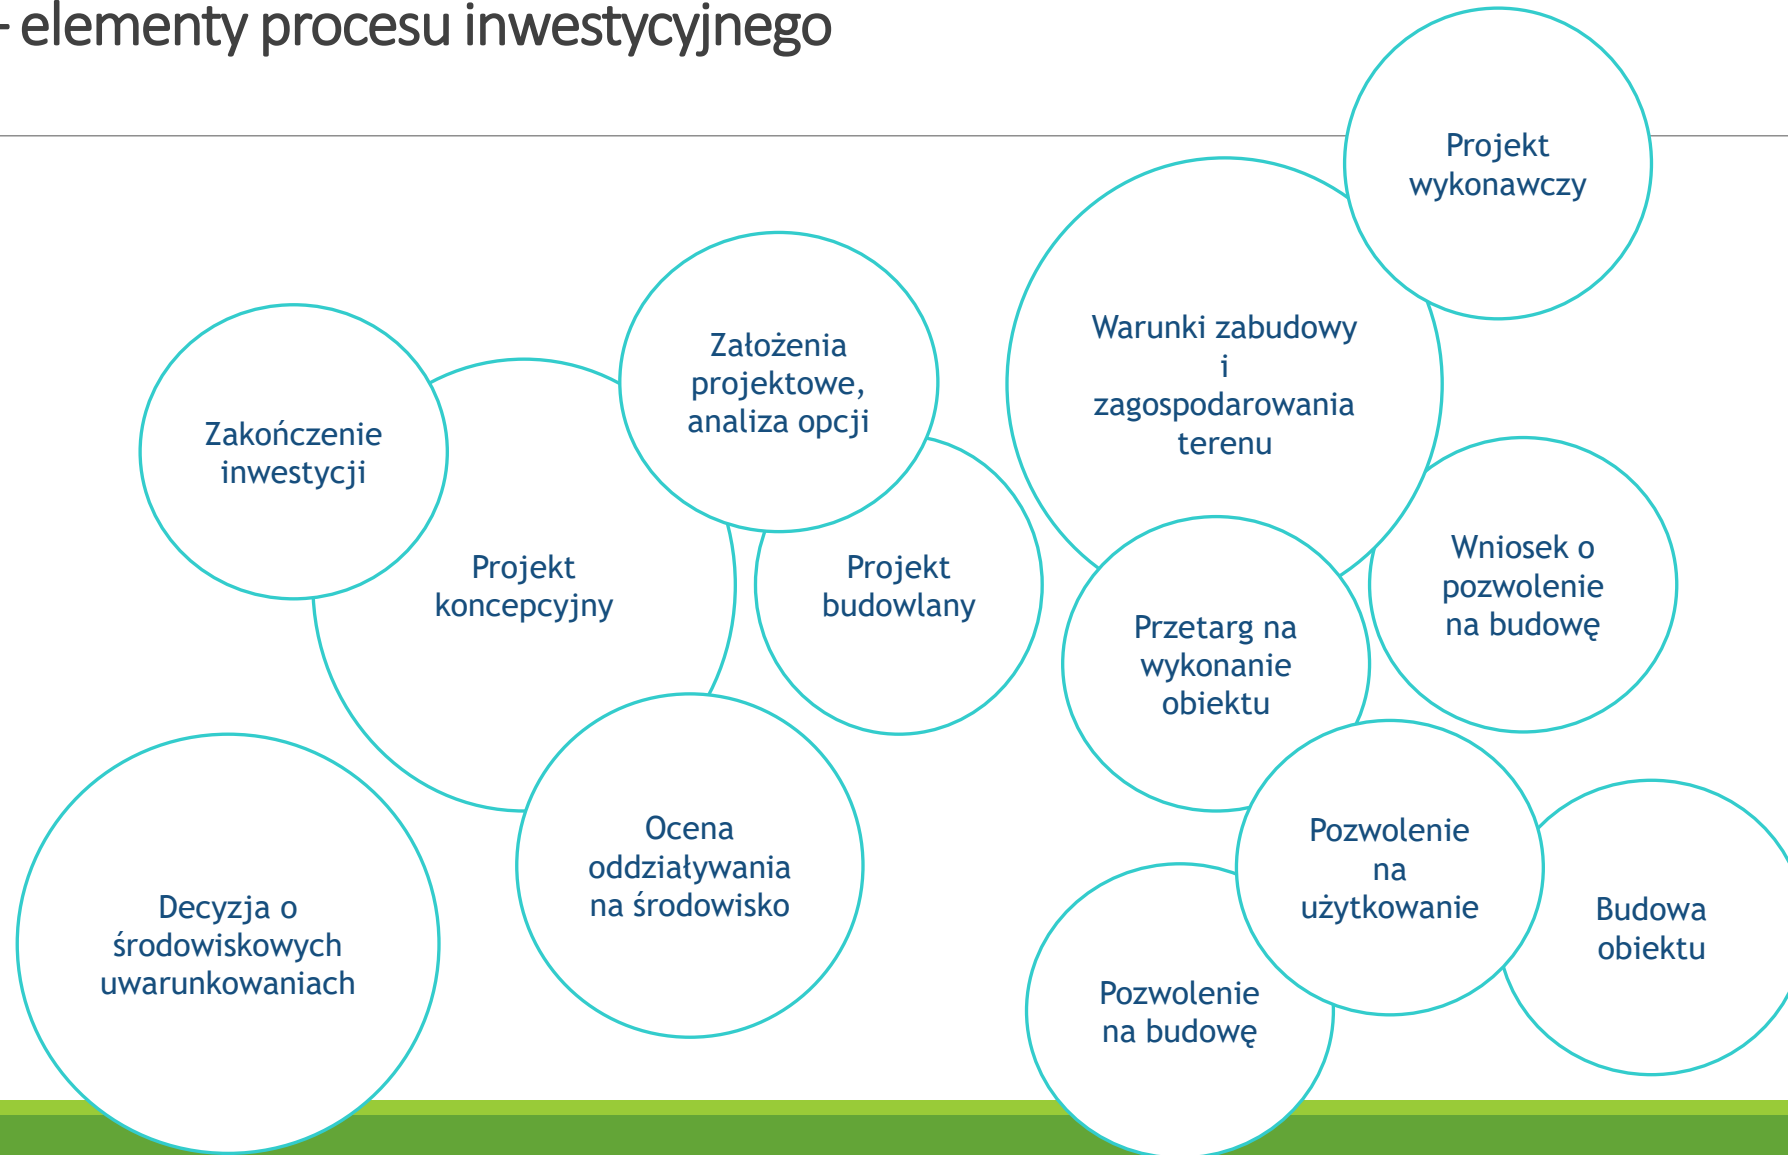 - elementy procesu inwestycyjnego
Projekt
wykonawczy
Założenia
projektowe,
analiza opcji
Warunki zabudowy
i
zagospodarowania
terenu
Zakończenie
inwestycji
Projekt
koncepcyjny
Projekt
budowlany
Wniosek o
pozwolenie
na budowę
Przetarg na
wykonanie
obiektu
Ocena
oddziaływania
na środowisko
Pozwolenie
na
użytkowanie
Decyzja o
środowiskowych
uwarunkowaniach
Budowa
obiektu
Pozwolenie
na budowę